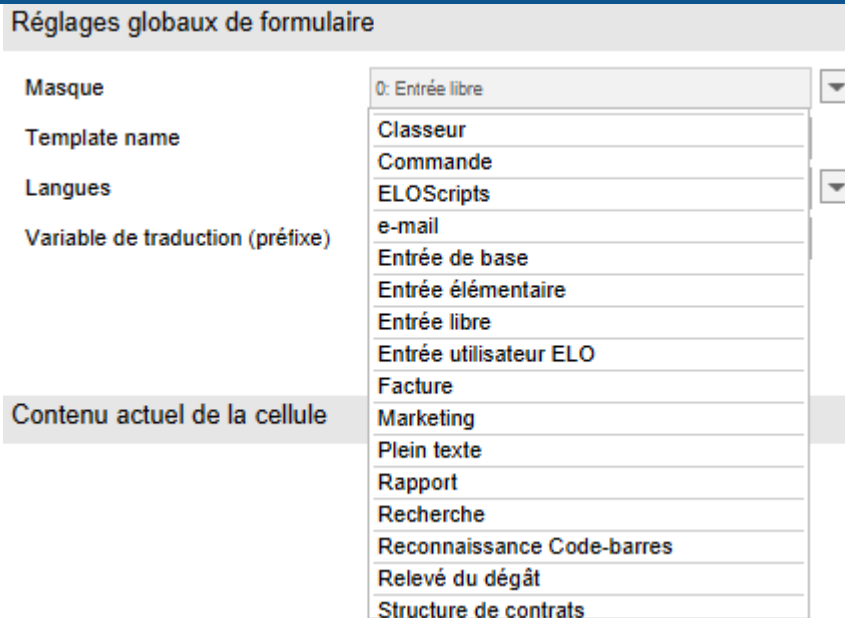 Réglages globaux de formulaire
Masque
0: Entrée libre
Template name
Langues
Variable de traduction (préfixe)
Classeur
Commande
ELOScripts
e-mail
Entrée de base
Entrée élémentaire
Entrée libre
Entrée utilisateur ELO
Facture
Marketing
Plein texte
Rapport
Recherche
Reconnaissance Code-barres
Relevé du dégât
Structure de contrats
Contenu actuel de la cellule